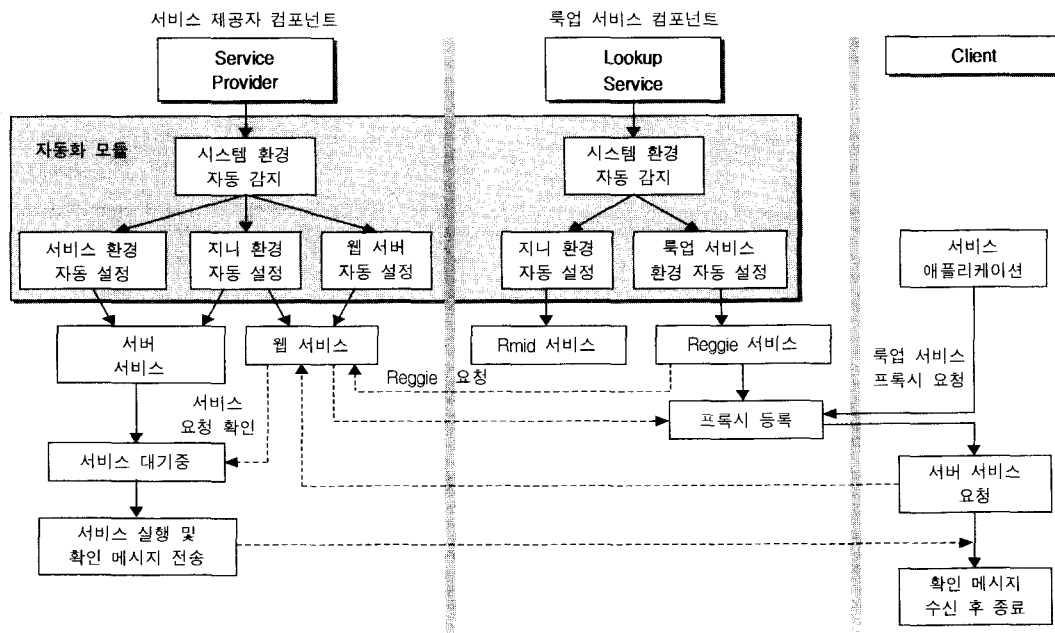 서비스 제공자 컴포넌트
룩업 서비스 컴포넌트
Service
Provider
Lookup
Service
Client
자동화 모듈
시스템 환경
자동 감지
시스템 환경
자동 감지
서비스 환경
자동 설정
지니 환경
자동 설정
웹 서버
자동 설정
지니 환경
자동 설정
룩업 서비스
환경 자동 설정
서비스
애플리케이션
서버
서비스
웹 서비스
Rmid 서비스
Reggie 서비스
룩업 서비스
프록시 요청
Reggie 요청
서비스
요청 확인
프록시 등록
서비스 대기중
서버 서비스
요청
서비스 실행 및
확인 메시지 전송
확인 메시지
수신 후 종료